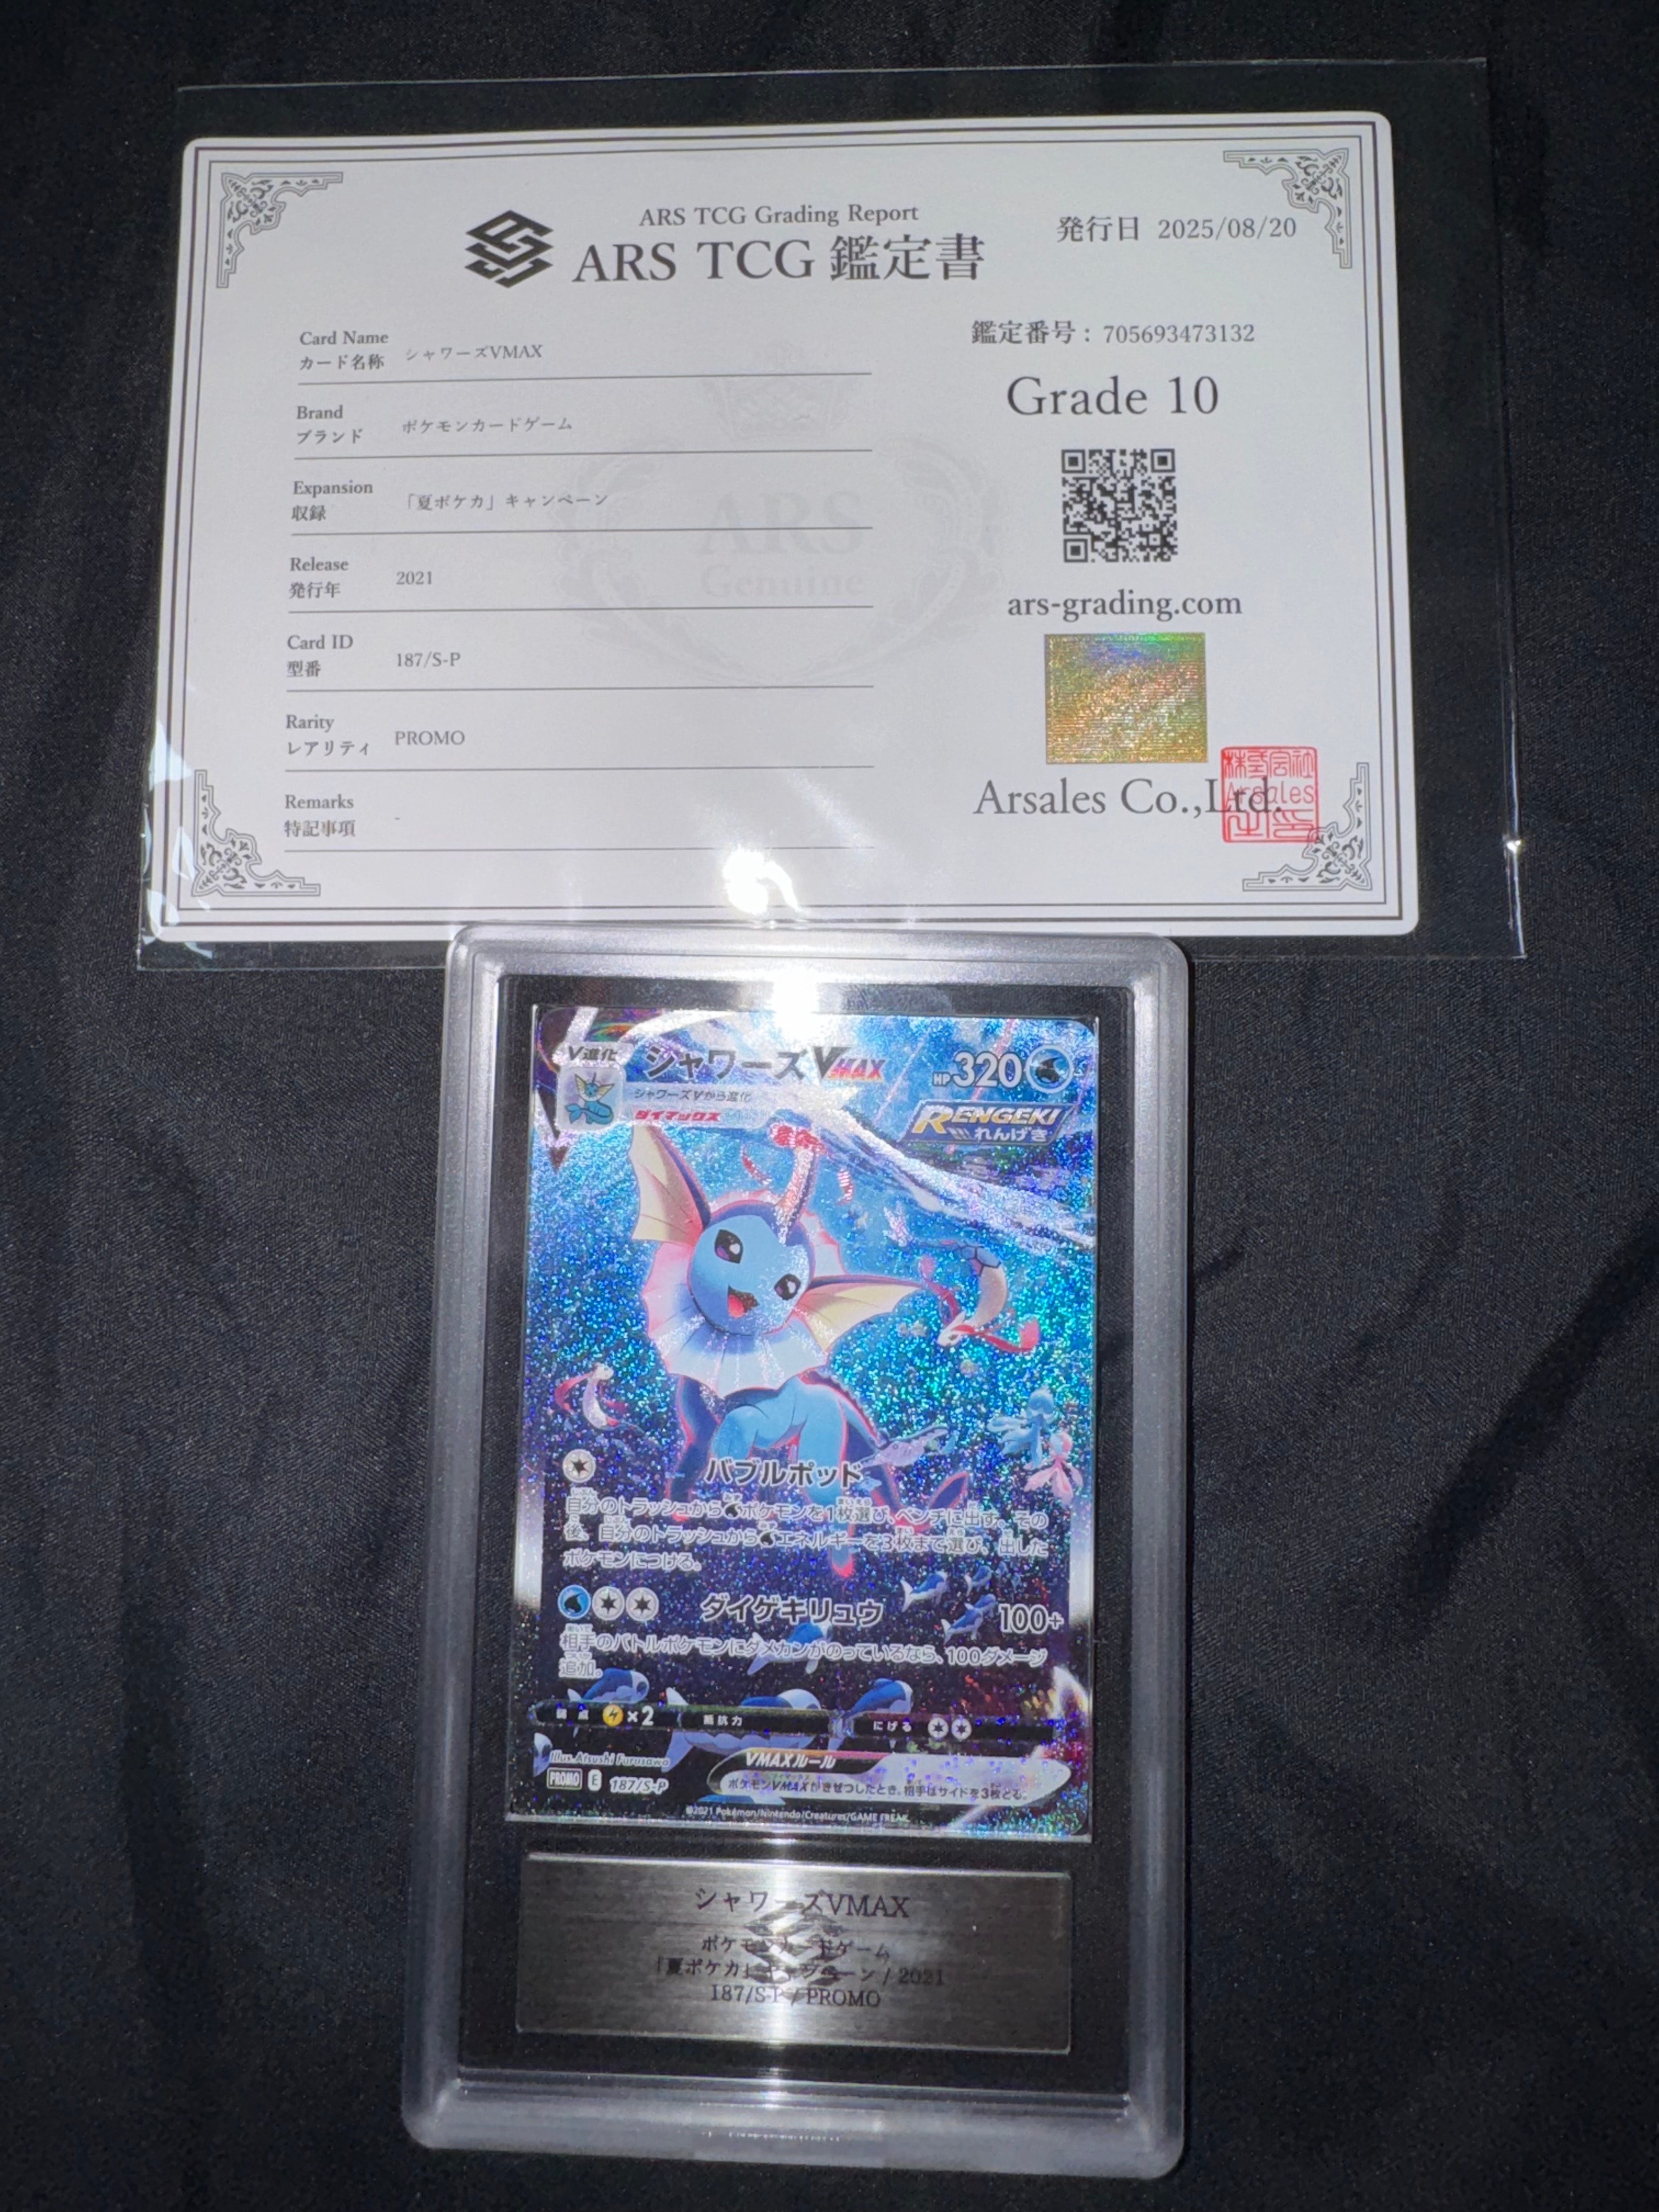 ARS TCG Grading Report
ARS TCG 鑑定書
発行日 2025/08/20
Card Name
カード名称 シャワーズVMAX
Brand
ブランド ポケモンカードゲーム
Expansion
収録 「夏ポケカ」キャンペーン
Release
発行年 2021
Card ID
型番 187/S-P
Rarity
レアリティ PROMO
Remarks
特記事項 -
ARS
Genuine
鑑定番号：705693473132
Grade 10
ars-grading.com
Arsales Co.,Ltd.
株式会社
Arsales
之印
V進化 シャワーズVMAX HP320
シャワーズVから進化
ダイマックス
RENGEKI
れんげき
バブルポッド
自分のトラッシュからポケモンを1枚選び、ベンチに出す。その
後、自分のトラッシュからエネルギーを3枚まで選び、出した
ポケモンにつける。
ダイゲキリュウ 100+
相手のバトルポケモンにダメカンがのっているなら、100ダメージ
追加。
弱点 ×2 抵抗力 にげる
Illus. Atsushi Furusawa
VMAXルール
PROMO E 187/S-P
ポケモンVMAXがきぜつしたとき、相手はサイドを3枚とる。
©2021 Pokémon/Nintendo/Creatures/GAME FREAK
シャワーズVMAX
ポケモンカードゲーム
「夏ポケカ」キャンペーン / 2021
187/S-P / PROMO